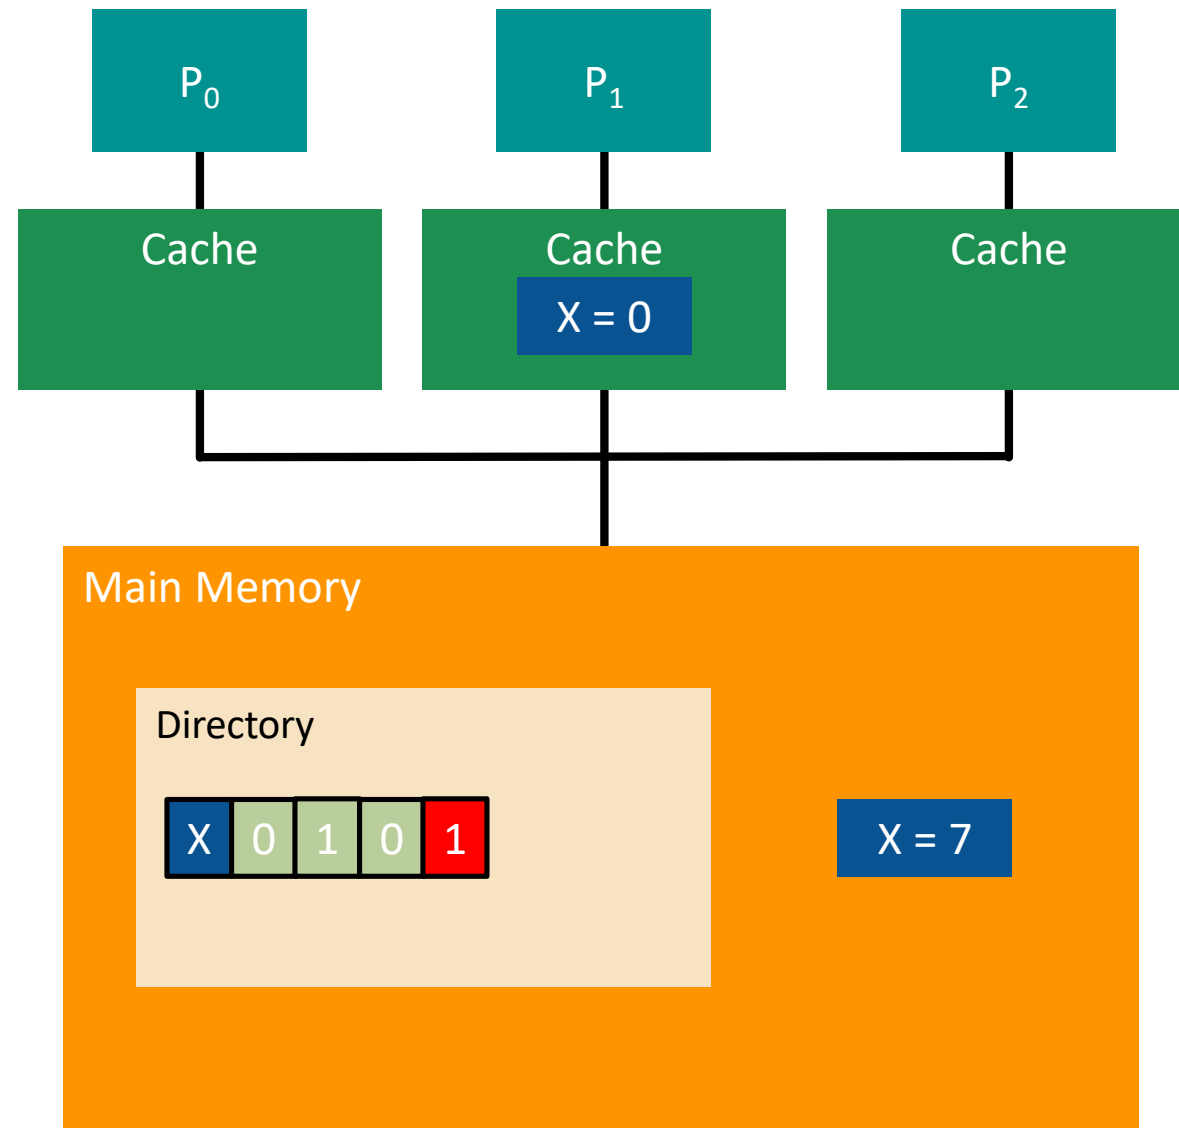 P₀ P₁ P₂
Cache Cache Cache
X = 0
Main Memory
Directory
X 0 1 0 1 X = 7